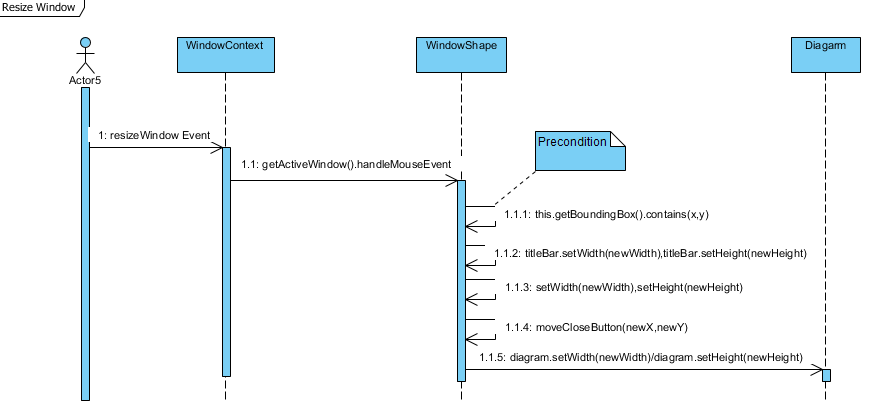 Resize Window
WindowContext
WindowShape
Diagarm
Actor5
1: resizeWindow Event
Precondition
1.1: getActiveWindow().handleMouseEvent
1.1.1: this.getBoundingBox().contains(x,y)
1.1.2: titleBar.setWidth(newWidth),titleBar.setHeight(newHeight)
1.1.3: setWidth(newWidth),setHeight(newHeight)
1.1.4: moveCloseButton(newX,newY)
1.1.5: diagram.setWidth(newWidth)/diagram.setHeight(newHeight)